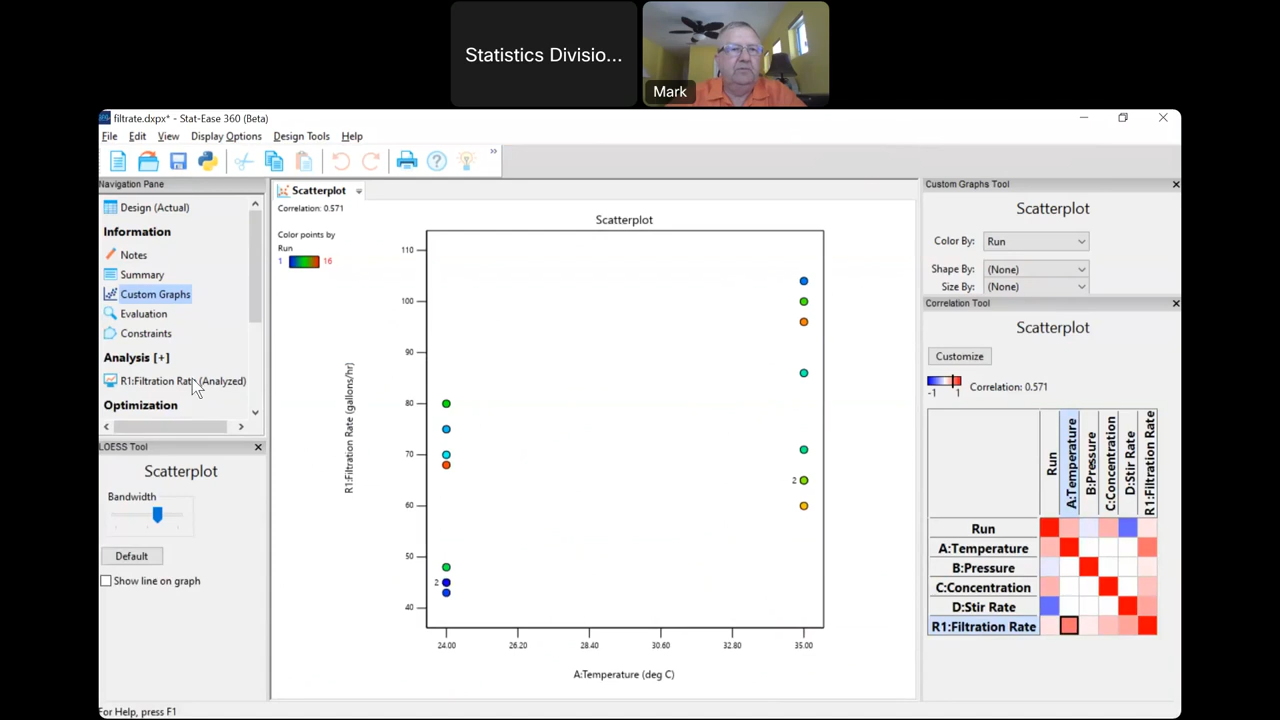 Statistics Divisio...
Mark
filtrate.dxpx* - Stat-Ease 360 (Beta)
File Edit View Display Options Design Tools Help
»
Navigation Pane
Design (Actual)
Information
Notes
Summary
Custom Graphs
Evaluation
Constraints
Analysis [+]
R1:Filtration Rate (Analyzed)
Optimization
LOESS Tool
Scatterplot
Bandwidth
Default
Show line on graph
Scatterplot
Correlation: 0.571
Color points by
Run
1 16
Scatterplot
110
100
90
80
70
60
50
40
2
2
R1:Filtration Rate (gallons/hr)
24.00 26.20 28.40 30.60 32.80 35.00
A:Temperature (deg C)
Custom Graphs Tool
Scatterplot
Color By: Run
Shape By: (None)
Size By: (None)
Correlation Tool
Scatterplot
Customize
-1 1
Correlation: 0.571
Run
A:Temperature
B:Pressure
C:Concentration
D:Stir Rate
R1:Filtration Rate
Run
A:Temperature
B:Pressure
C:Concentration
D:Stir Rate
R1:Filtration Rate
For Help, press F1